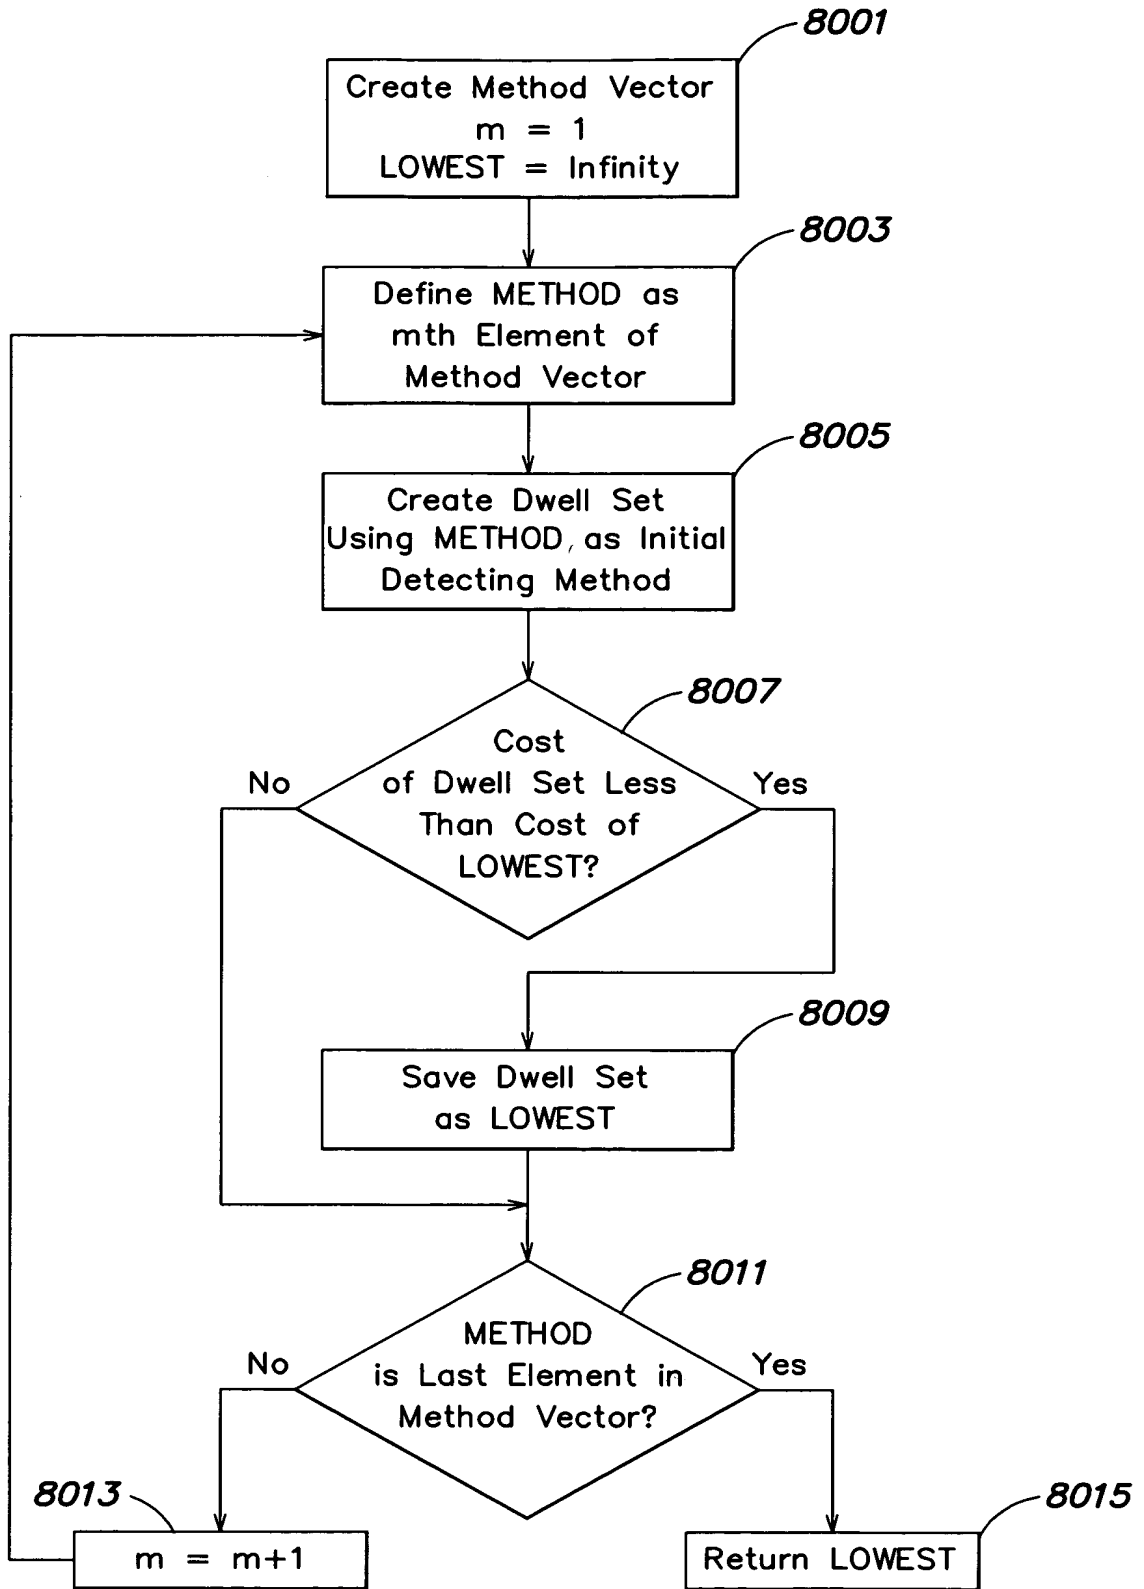 8001
Create Method Vector
m = 1
LOWEST = Infinity
8003
Define METHOD as
mth Element of
Method Vector
8005
Create Dwell Set
Using METHOD, as Initial
Detecting Method
8007
Cost
of Dwell Set Less
Than Cost of
LOWEST?
No
Yes
8009
Save Dwell Set
as LOWEST
8011
METHOD
is Last Element in
Method Vector?
No
Yes
8013
m = m+1
8015
Return LOWEST